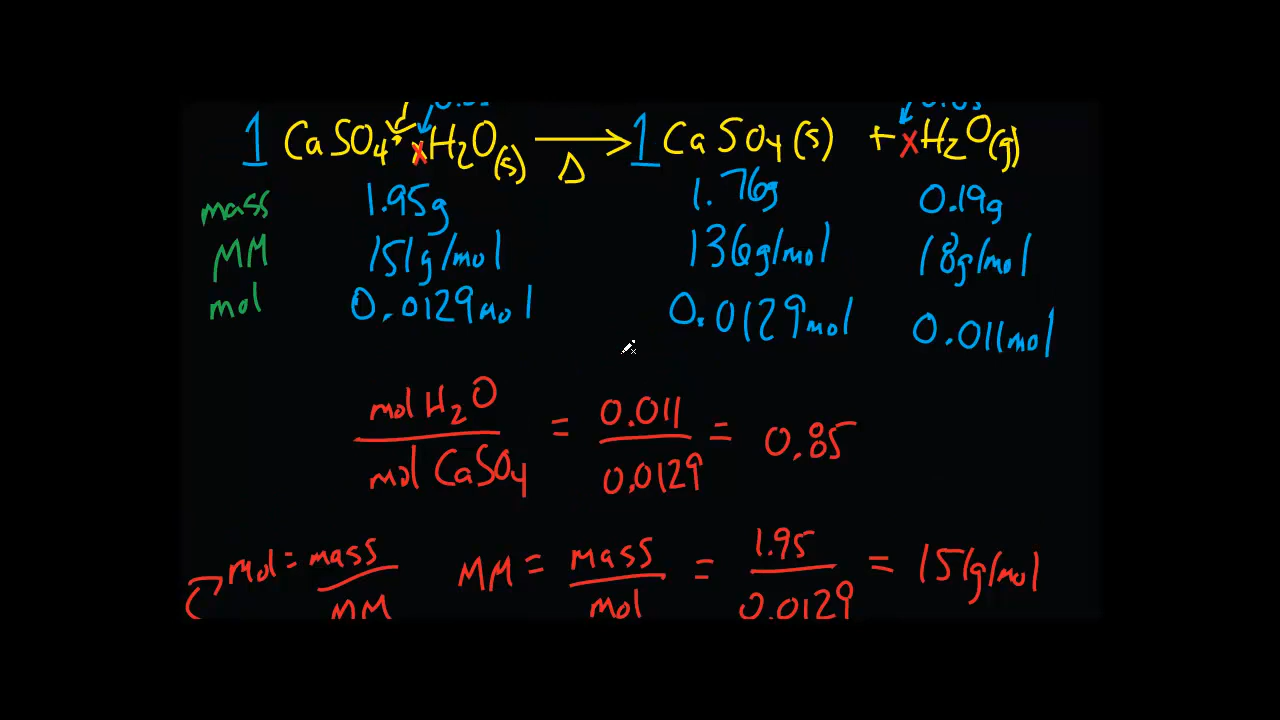 1 CaSO4 • xH2O(s) → 1 CaSO4(s) + xH2O(g)
Δ
mass 1.95g 1.76g 0.19g
MM 151g/mol 136g/mol 18g/mol
mol 0.0129mol 0.0129mol 0.011mol
mol H2O / mol CaSO4 = 0.011 / 0.0129 = 0.85
mol = mass / MM MM = mass / mol = 1.95 / 0.0129 = 151g/mol